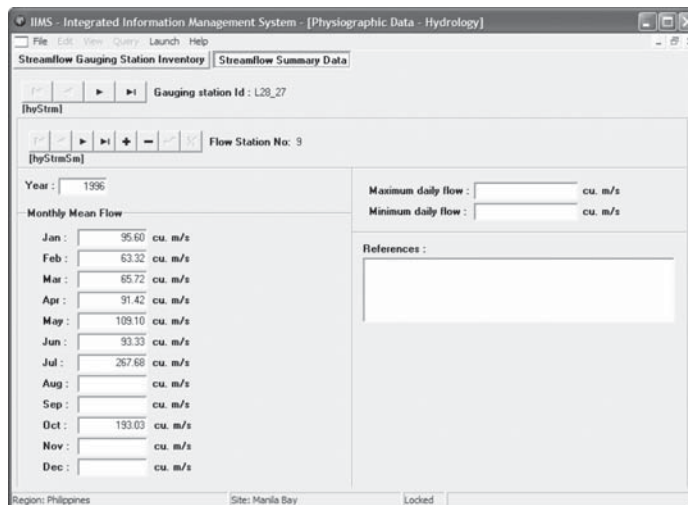 IIMS - Integrated Information Management System - [Physiographic Data - Hydrology]
File Edit View Query Launch Help
Streamflow Gauging Station Inventory Streamflow Summary Data
Gauging station Id : L28_27
[hyStrm]
Flow Station No: 9
[hyStrmSm]
Year : 1996
Maximum daily flow : cu. m/s
Minimum daily flow : cu. m/s
Monthly Mean Flow
References :
Jan : 95.60 cu. m/s
Feb : 63.32 cu. m/s
Mar : 65.72 cu. m/s
Apr : 91.42 cu. m/s
May : 109.10 cu. m/s
Jun : 93.33 cu. m/s
Jul : 267.68 cu. m/s
Aug : cu. m/s
Sep : cu. m/s
Oct : 193.03 cu. m/s
Nov : cu. m/s
Dec : cu. m/s
Region: Philippines Site: Manila Bay Locked